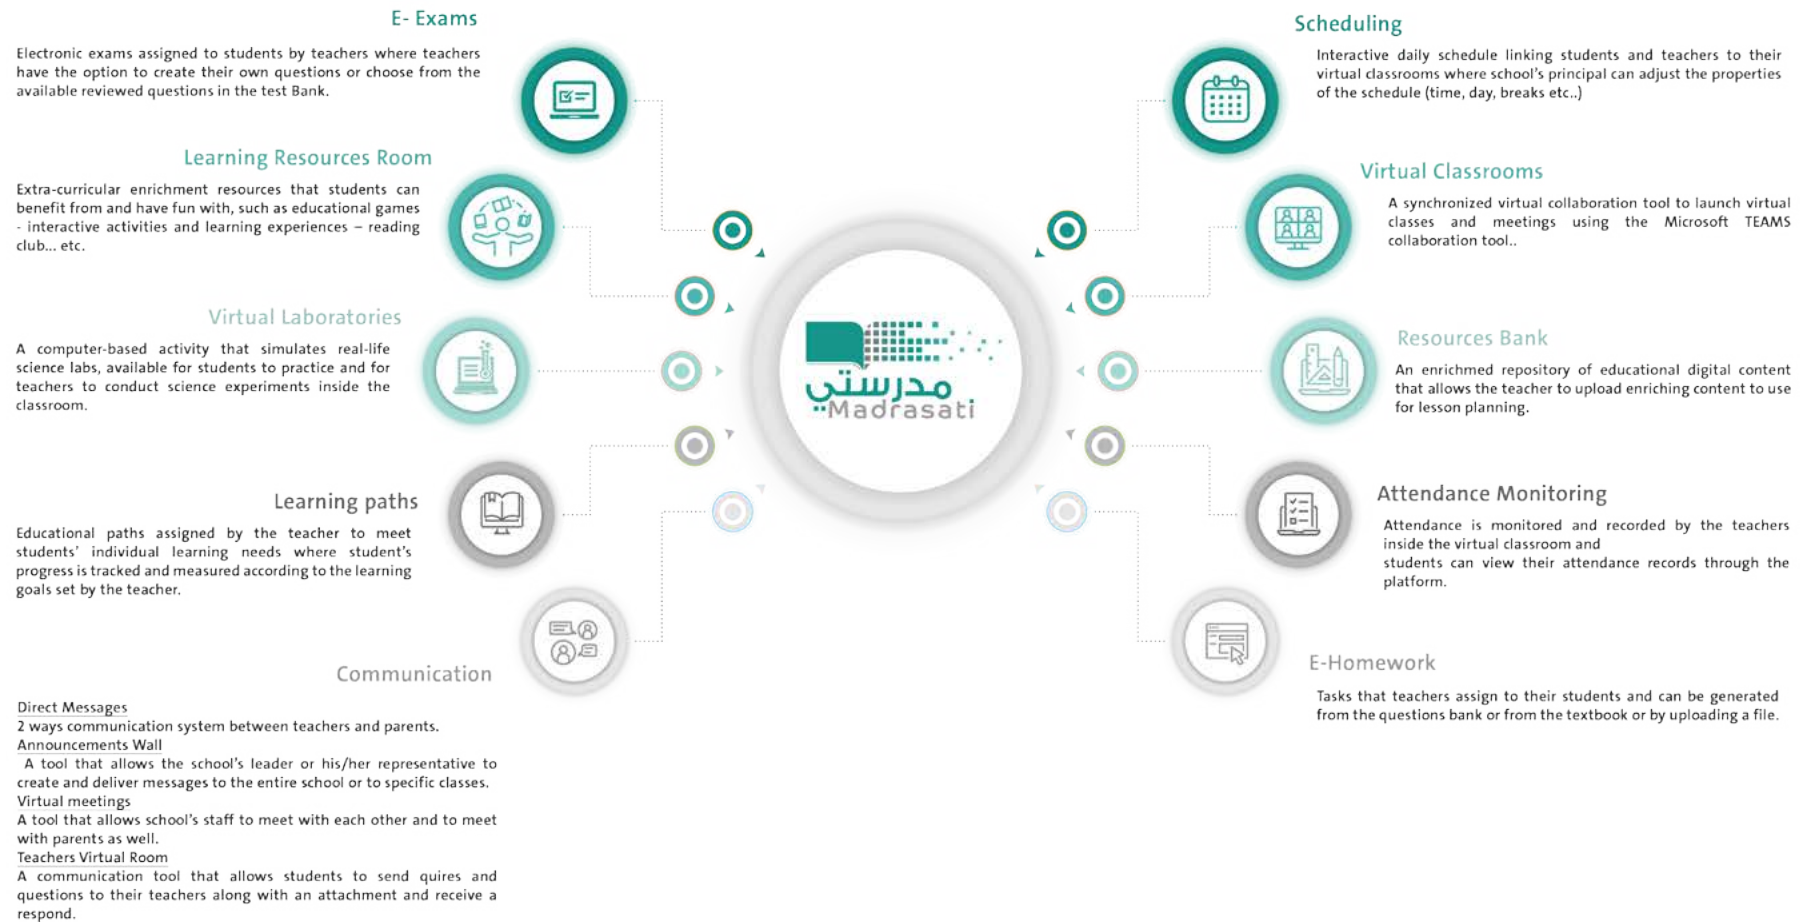 E- Exams
Electronic exams assigned to students by teachers where teachers
have the option to create their own questions or choose from the
available reviewed questions in the test Bank.
Learning Resources Room
Extra-curricular enrichment resources that students can
benefit from and have fun with, such as educational games
- interactive activities and learning experiences – reading
club... etc.
Virtual Laboratories
A computer-based activity that simulates real-life
science labs, available for students to practice and for
teachers to conduct science experiments inside the
classroom.
Learning paths
Educational paths assigned by the teacher to meet
students' individual learning needs where student's
progress is tracked and measured according to the learning
goals set by the teacher.
Communication
Direct Messages
2 ways communication system between teachers and parents.
Announcements Wall
A tool that allows the school's leader or his/her representative to
create and deliver messages to the entire school or to specific classes.
Virtual meetings
A tool that allows school's staff to meet with each other and to meet
with parents as well.
Teachers Virtual Room
A communication tool that allows students to send quires and
questions to their teachers along with an attachment and receive a
respond.
مدرستي
Madrasati
Scheduling
Interactive daily schedule linking students and teachers to their
virtual classrooms where school's principal can adjust the properties
of the schedule (time, day, breaks etc..)
Virtual Classrooms
A synchronized virtual collaboration tool to launch virtual
classes and meetings using the Microsoft TEAMS
collaboration tool..
Resources Bank
An enrichmed repository of educational digital content
that allows the teacher to upload enriching content to use
for lesson planning.
Attendance Monitoring
Attendance is monitored and recorded by the teachers
inside the virtual classroom and
students can view their attendance records through the
platform.
E-Homework
Tasks that teachers assign to their students and can be generated
from the questions bank or from the textbook or by uploading a file.